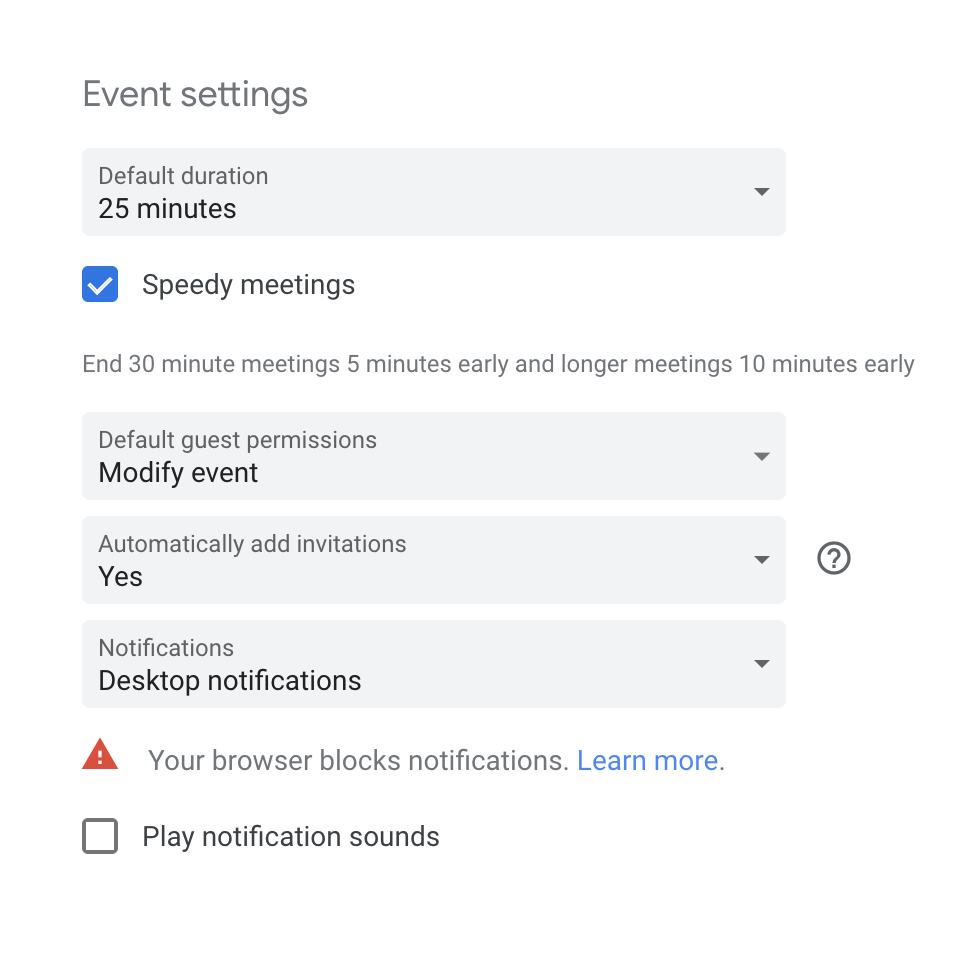 Event settings
Default duration
25 minutes
Speedy meetings
End 30 minute meetings 5 minutes early and longer meetings 10 minutes early
Default guest permissions
Modify event
Automatically add invitations
Yes
Notifications
Desktop notifications
Your browser blocks notifications. Learn more.
Play notification sounds